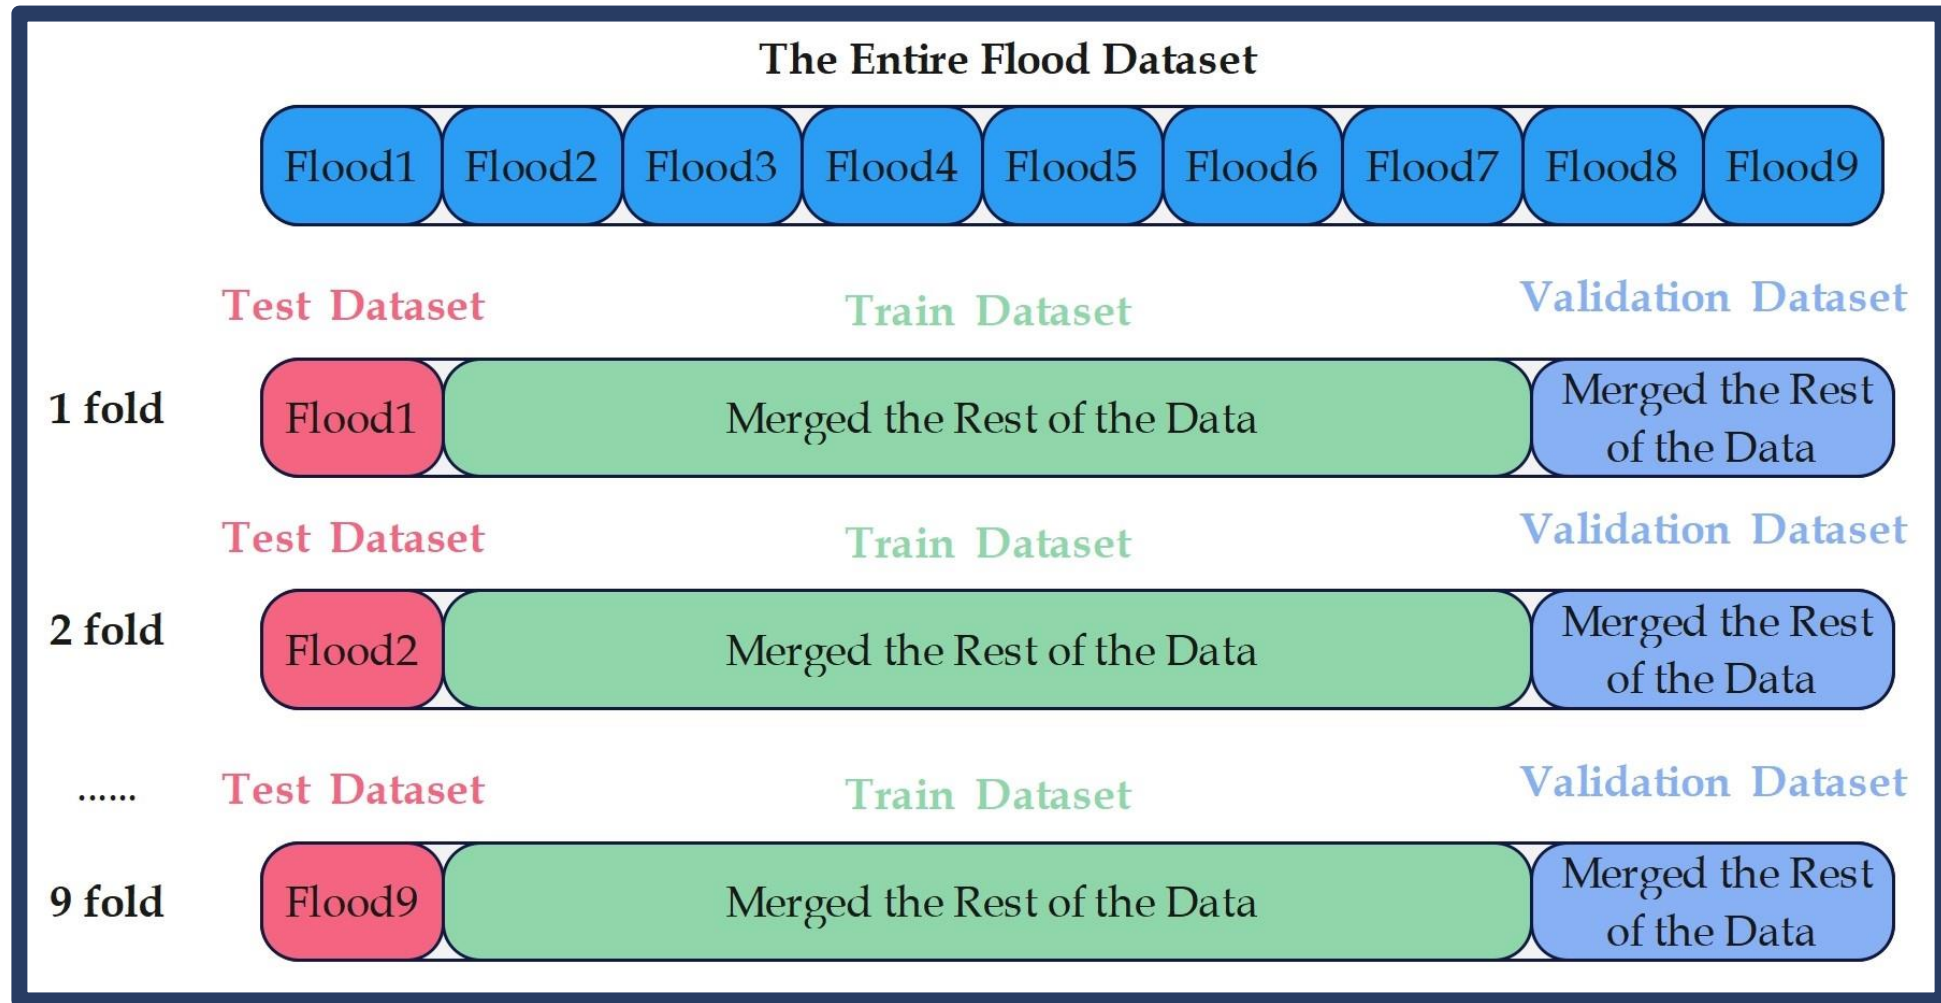 The Entire Flood Dataset
Flood1 Flood2 Flood3 Flood4 Flood5 Flood6 Flood7 Flood8 Flood9
Test Dataset Train Dataset Validation Dataset
1 fold Flood1 Merged the Rest of the Data Merged the Rest
of the Data
Test Dataset Train Dataset Validation Dataset
2 fold Flood2 Merged the Rest of the Data Merged the Rest
of the Data
...... Test Dataset Train Dataset Validation Dataset
9 fold Flood9 Merged the Rest of the Data Merged the Rest
of the Data